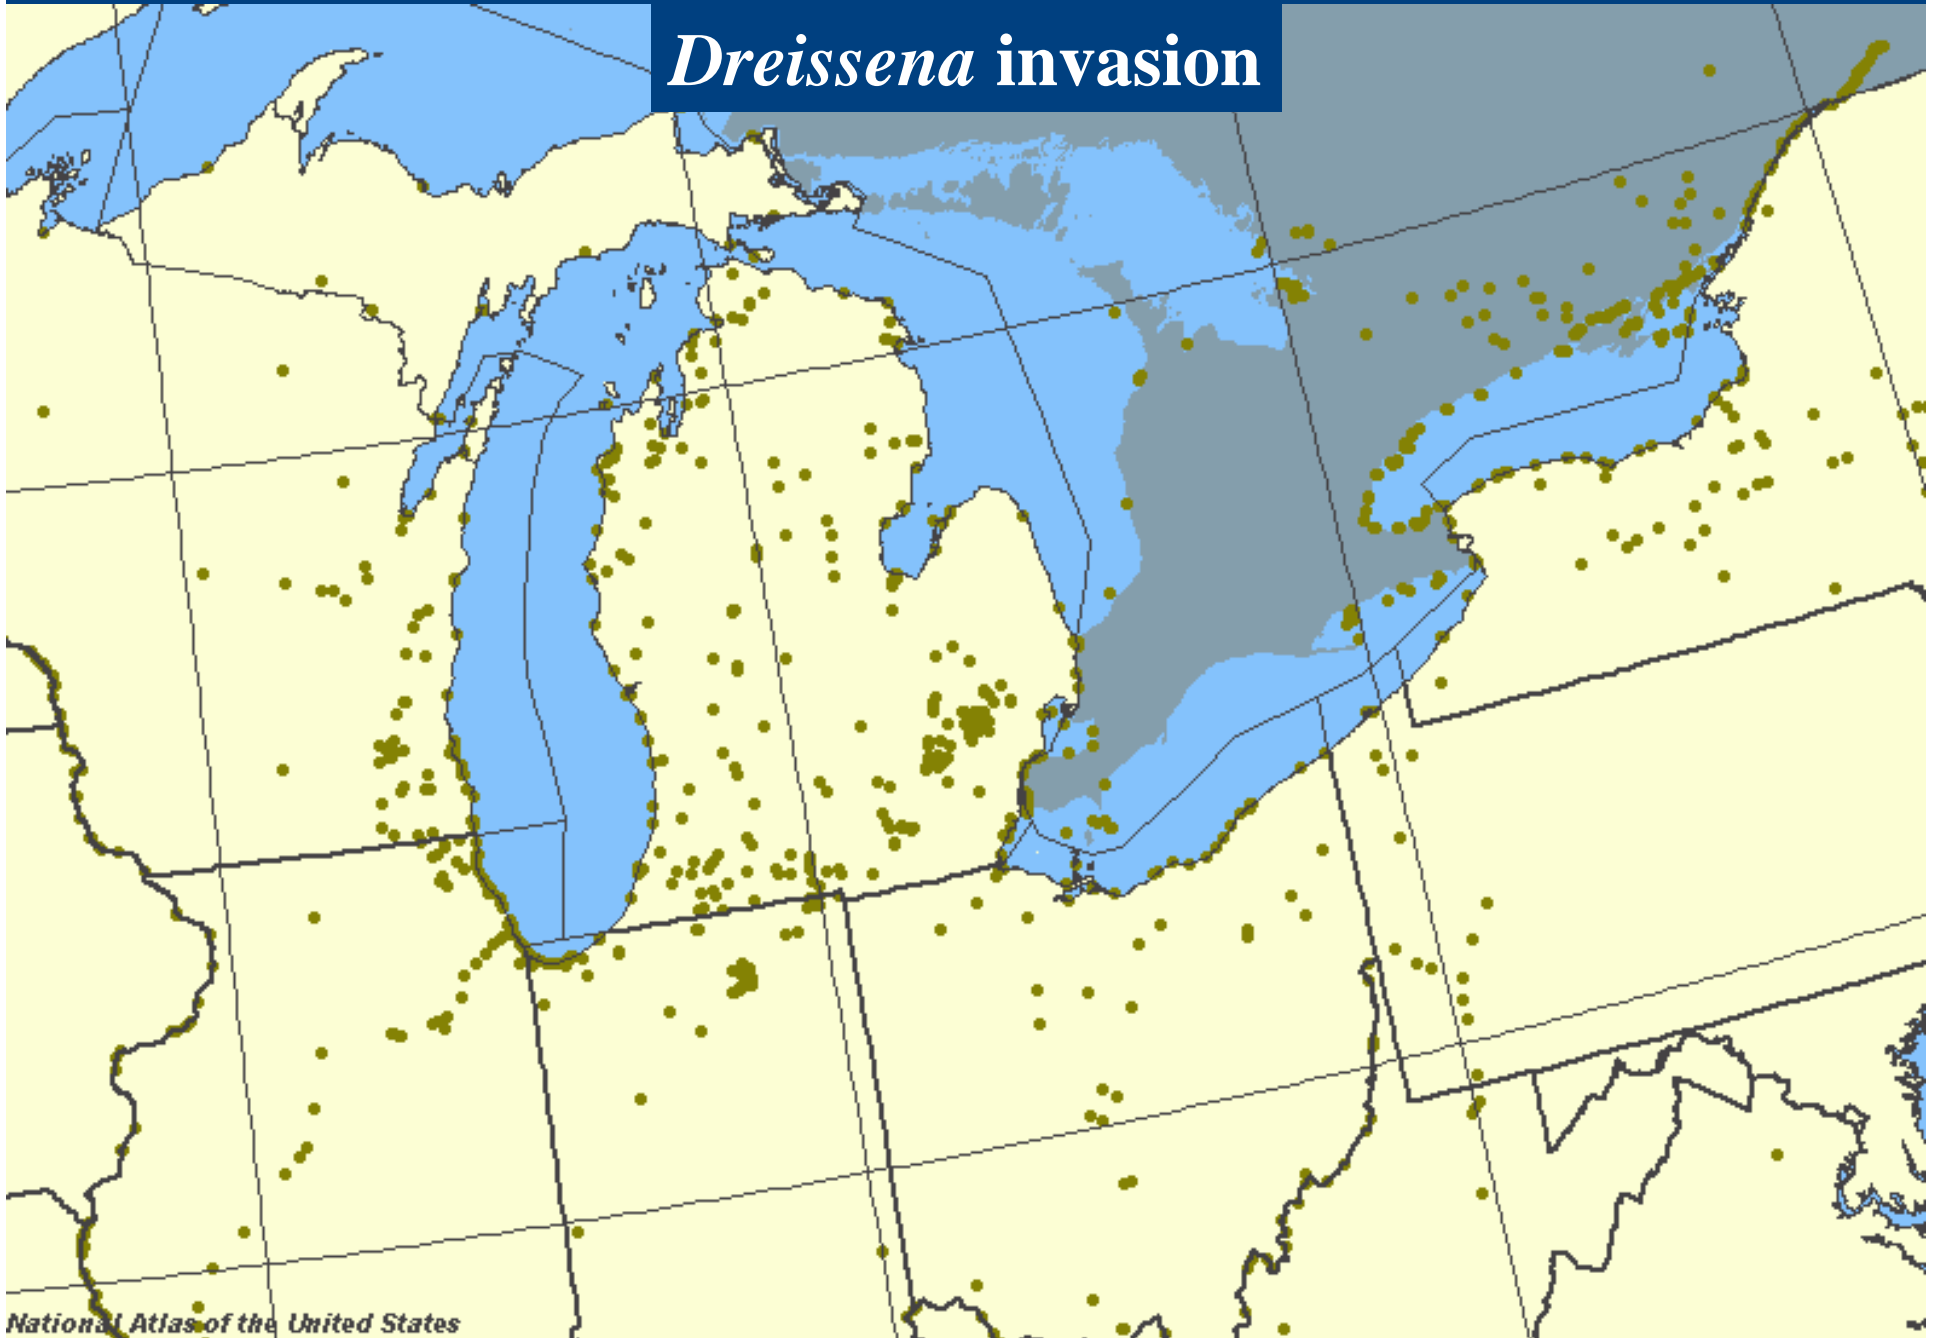 Dreissena invasion
National Atlas of the United States